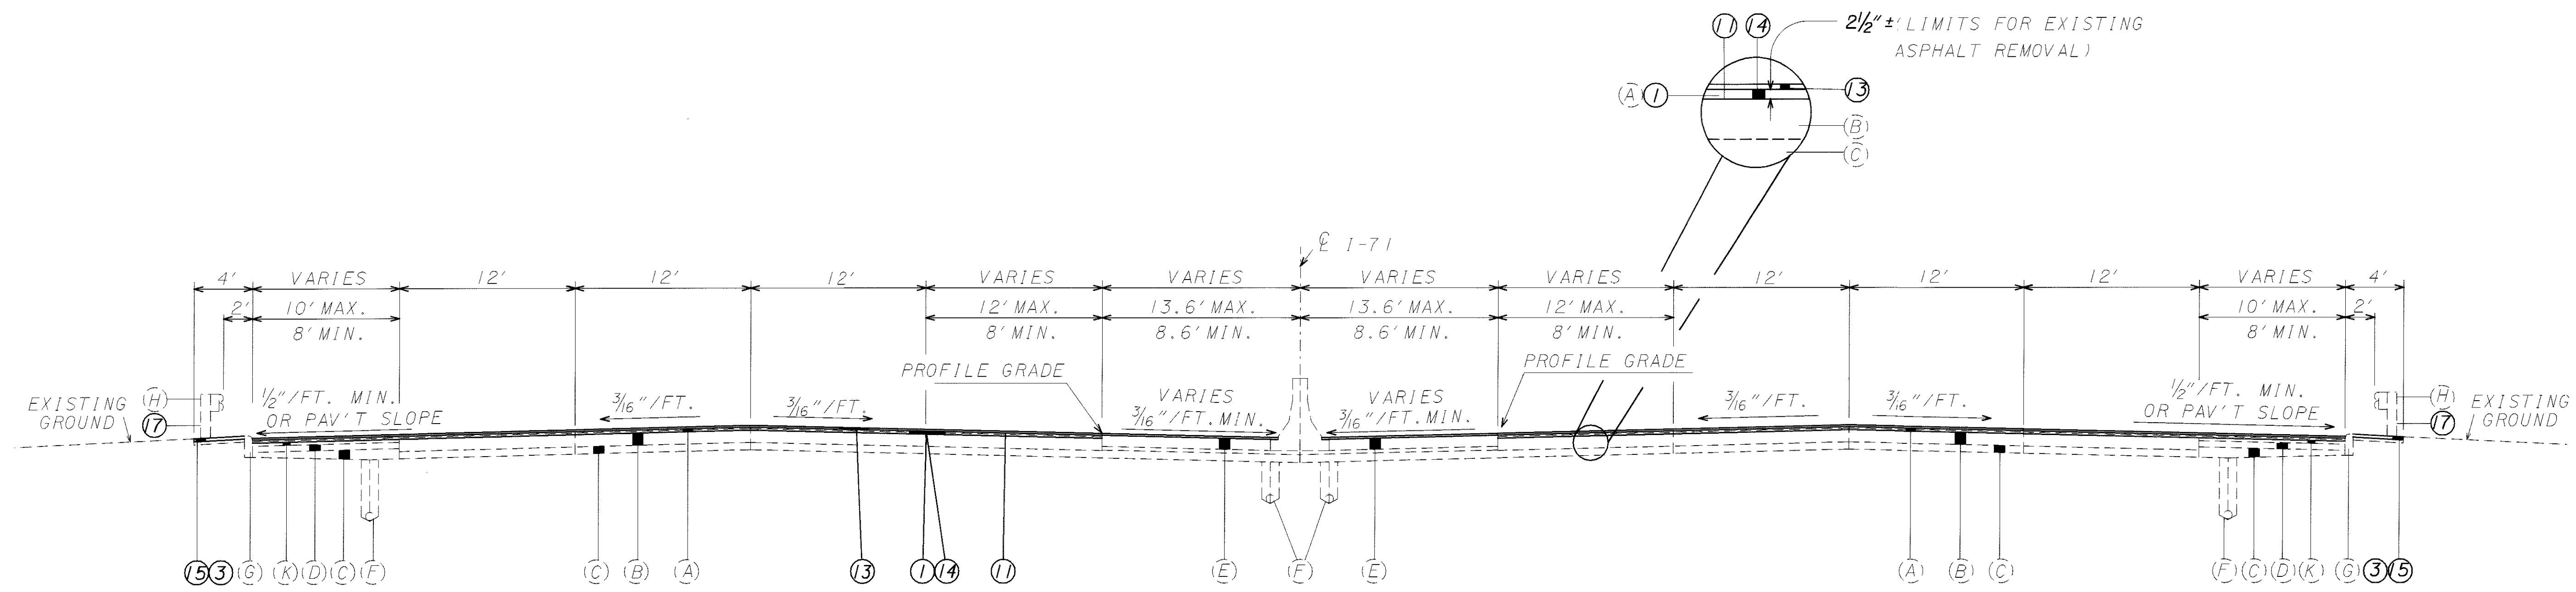 11 14
2½" ± LIMITS FOR EXISTING
ASPHALT REMOVAL)
A 1
13
B
C
℄ I-71
4' VARIES 12' 12' 12' VARIES VARIES VARIES VARIES 12' 12' 12' VARIES 4'
2' 10' MAX. 12' MAX. 13.6' MAX. 13.6' MAX. 12' MAX. 10' MAX. 2'
8' MIN. 8' MIN. 8.6' MIN. 8.6' MIN. 8' MIN. 8' MIN.
PROFILE GRADE
PROFILE GRADE
EXISTING
GROUND
H
17
½"/FT. MIN.
OR PAV'T SLOPE
3/16"/FT.
3/16"/FT.
VARIES
3/16"/FT. MIN.
VARIES
3/16"/FT. MIN.
3/16"/FT.
3/16"/FT.
½"/FT. MIN.
OR PAV'T SLOPE
H
17
EXISTING
GROUND
15 3 G K D C F C B A 13 1 14 11 E F E A B C F C D K G 3 15